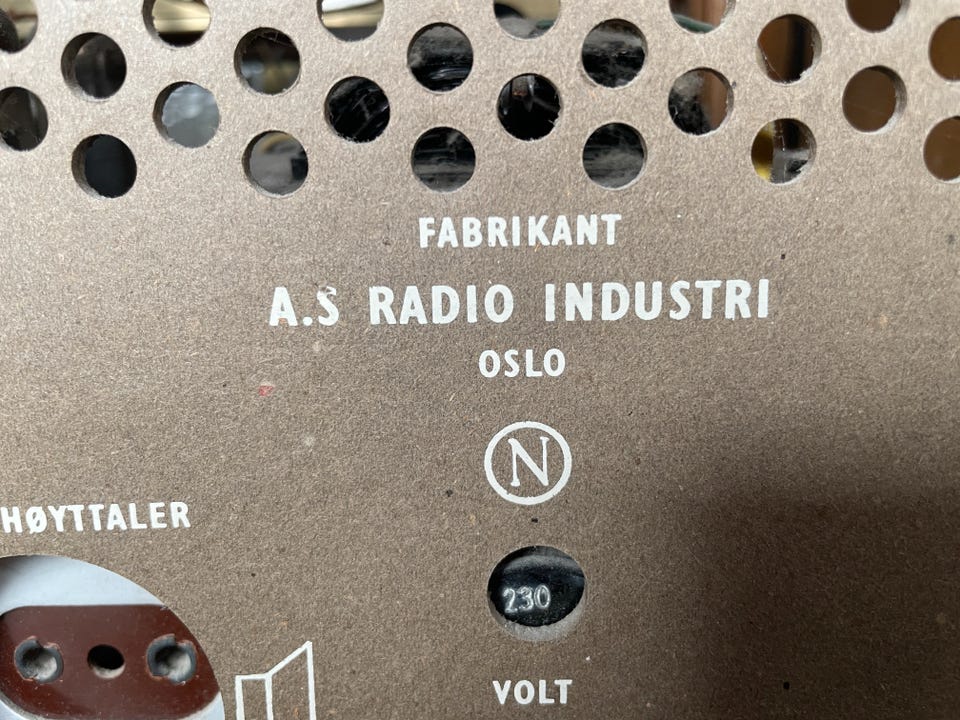 FABRIKANT
A.S RADIO INDUSTRI
OSLO
N
HØYTTALER
230
VOLT